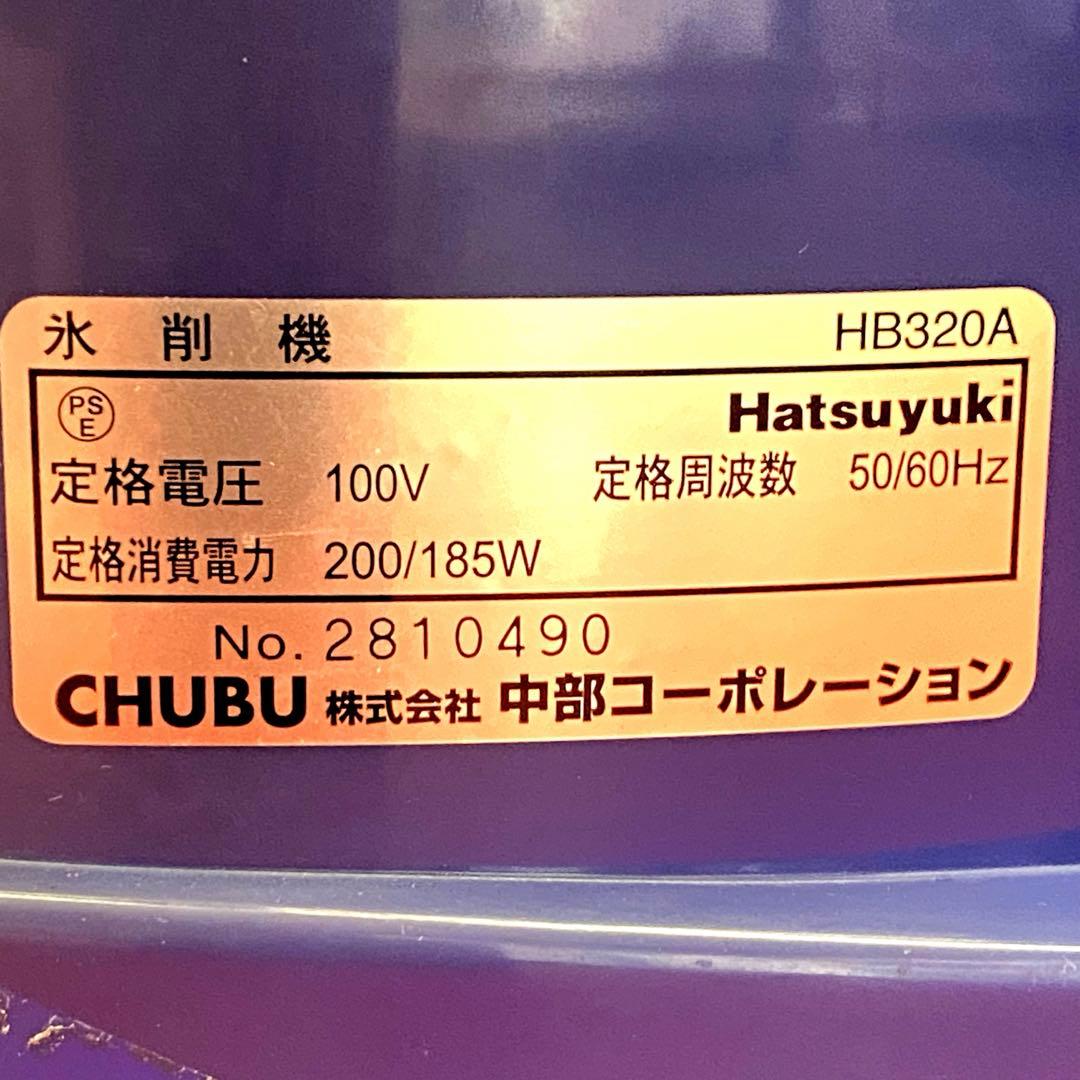 氷削機 HB320A
PS E Hatsuyuki
定格電圧 100V 定格周波数 50/60Hz
定格消費電力 200/185W
No. 2810490
CHUBU 株式会社 中部コーポレーション